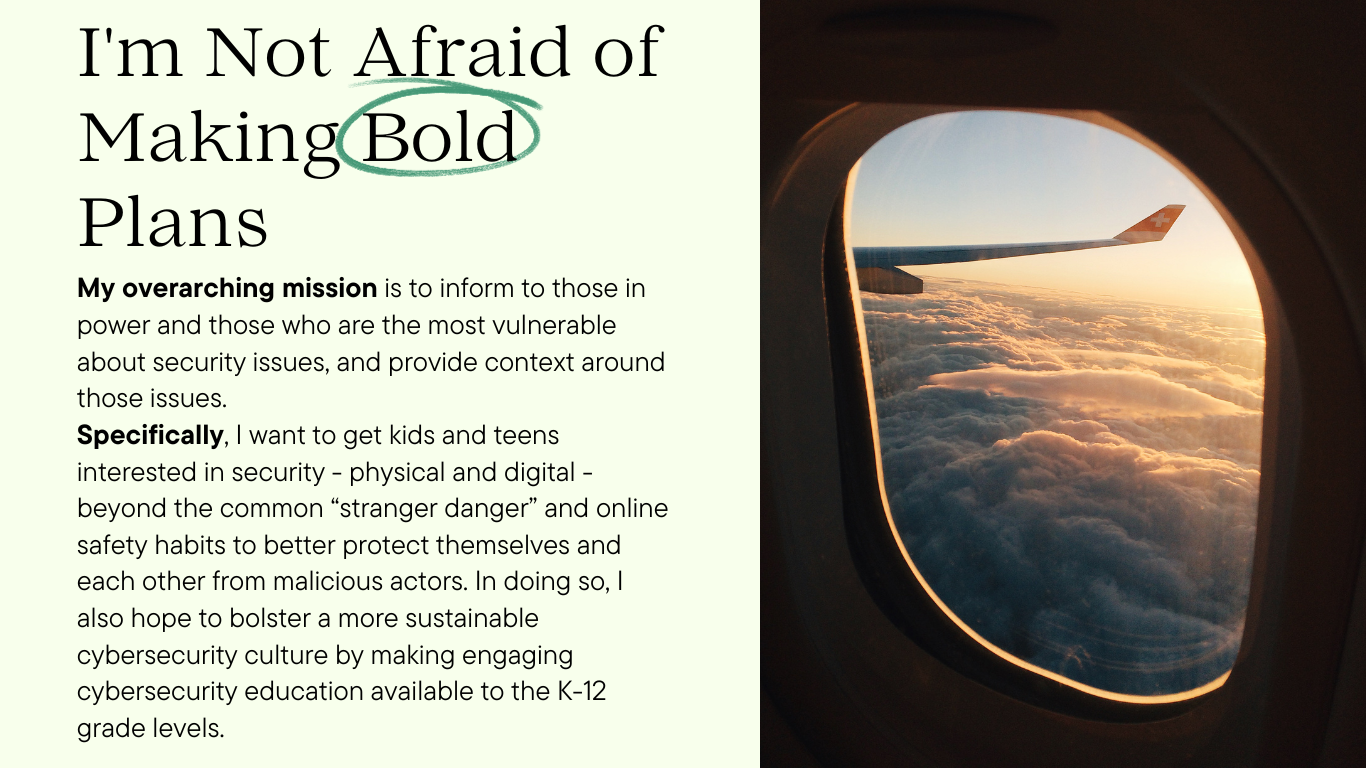 I'm Not Afraid of
Making Bold
Plans
My overarching mission is to inform to those in
power and those who are the most vulnerable
about security issues, and provide context around
those issues.
Specifically, I want to get kids and teens
interested in security - physical and digital -
beyond the common “stranger danger” and online
safety habits to better protect themselves and
each other from malicious actors. In doing so, I
also hope to bolster a more sustainable
cybersecurity culture by making engaging
cybersecurity education available to the K-12
grade levels.